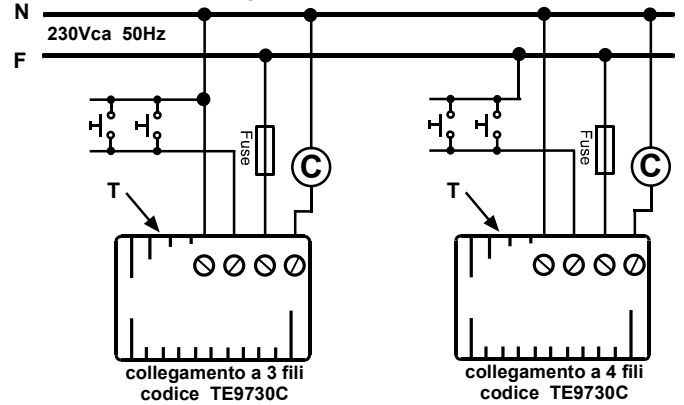 N
230Vca 50Hz
F
Fuse
C
T
Fuse
C
T
collegamento a 3 fili
codice TE9730C
collegamento a 4 fili
codice TE9730C